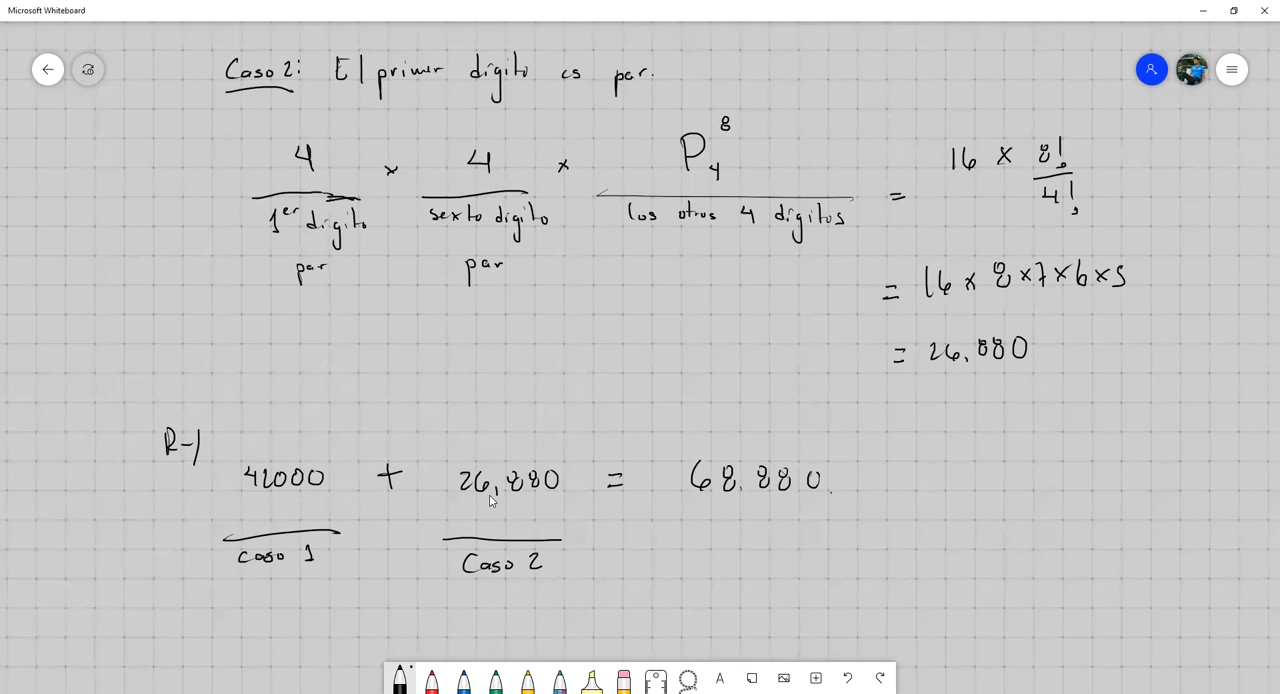 Microsoft Whiteboard
Caso 2: El primer dígito es par.
4 x 4 x P 8 4 = 16 x 8! / 4!
1er dígito par
sexto dígito par
los otros 4 dígitos
= 16 x 8 x 7 x 6 x 5
= 26,880
R-/
42000 + 26,880 = 68,880.
Caso 1
Caso 2
A